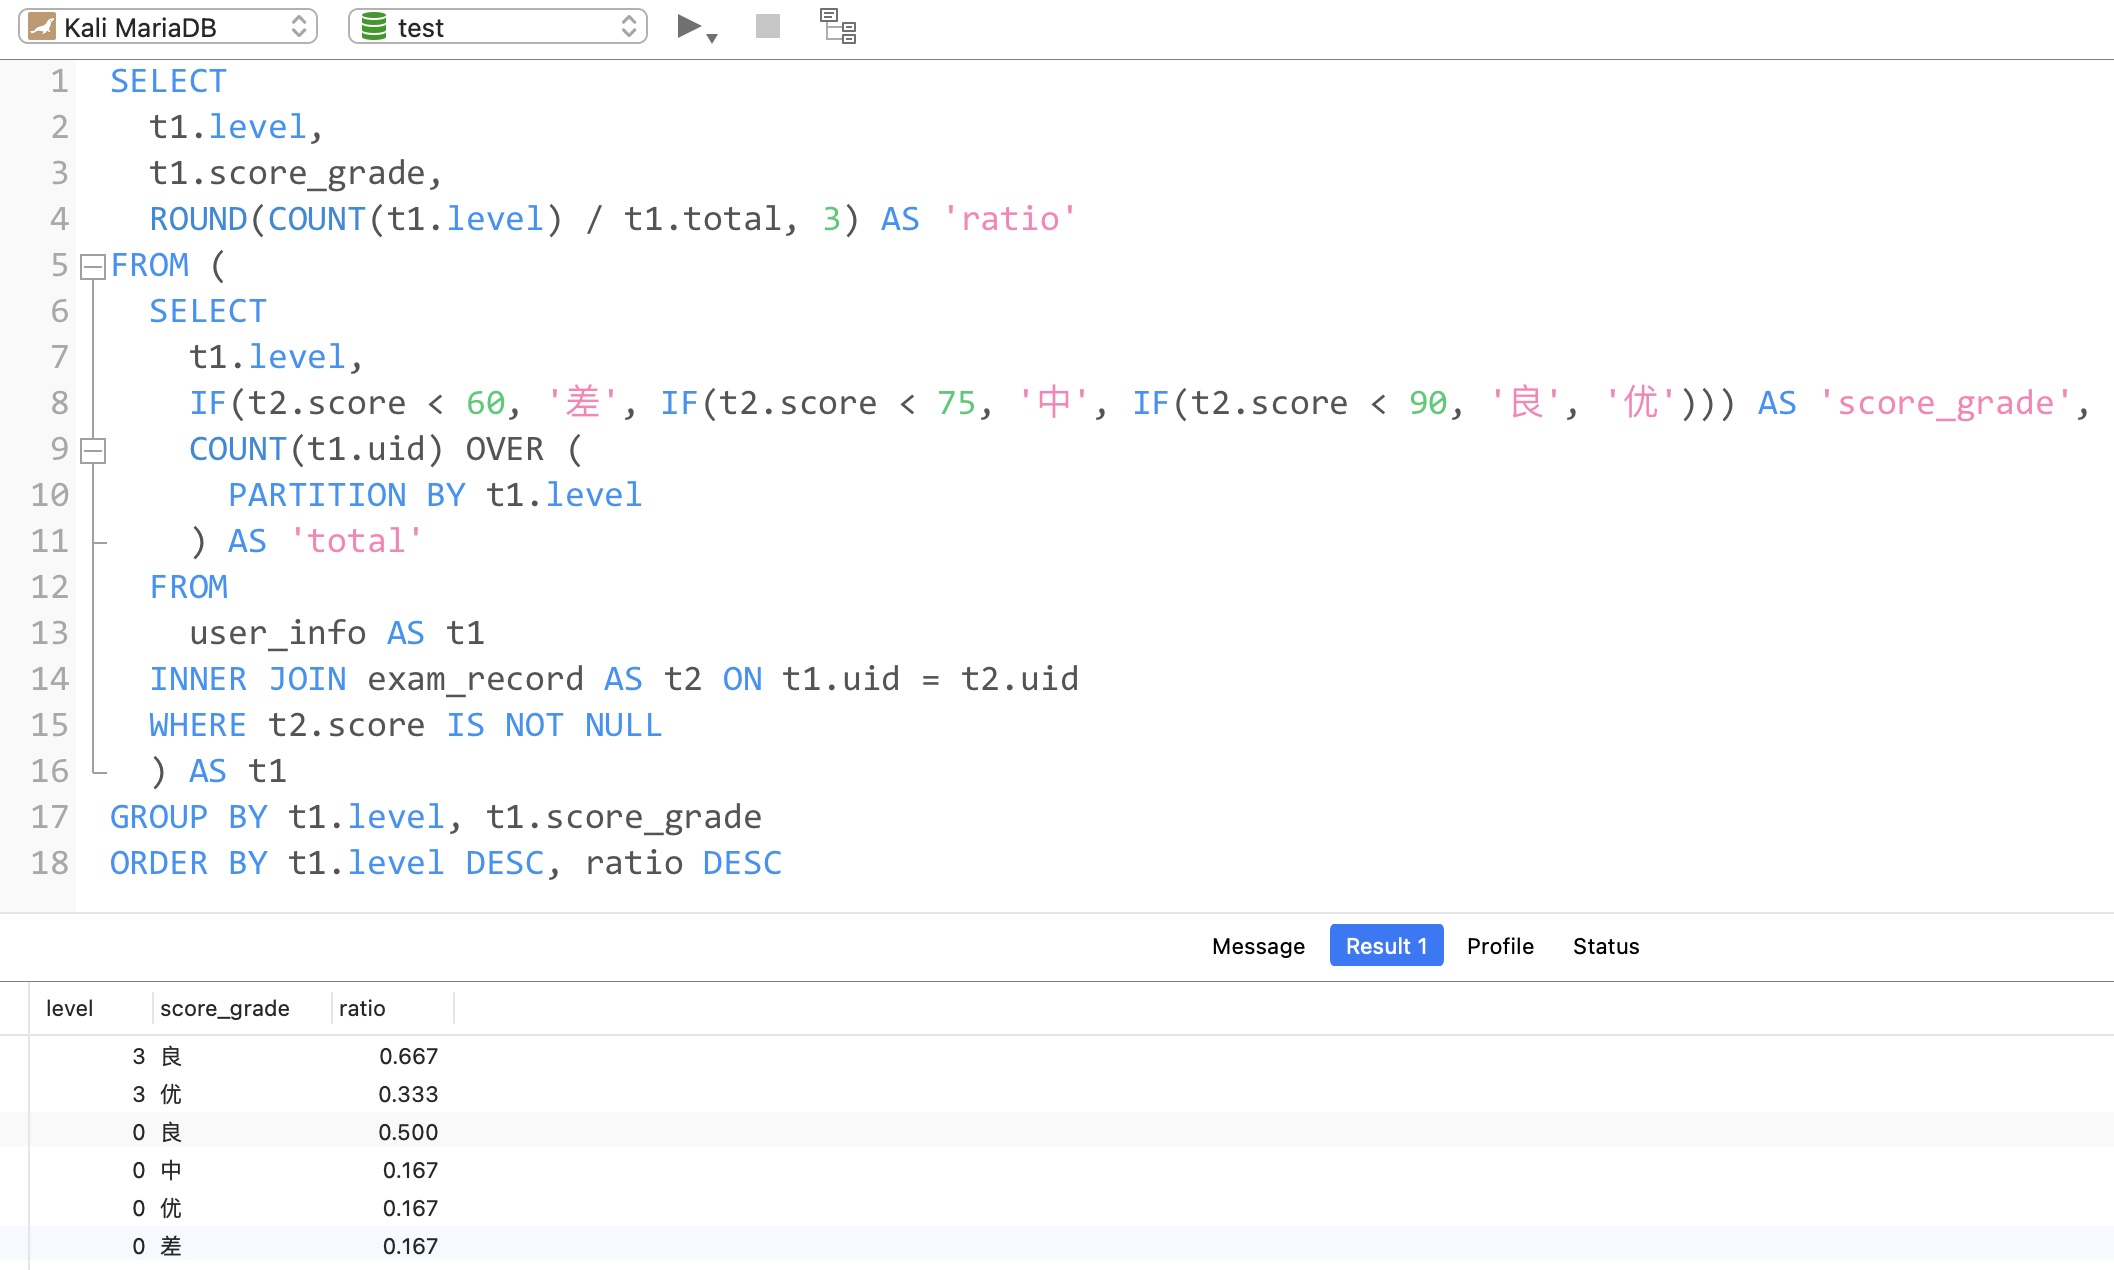 Kali MariaDB test
1 SELECT
2 t1.level,
3 t1.score_grade,
4 ROUND(COUNT(t1.level) / t1.total, 3) AS 'ratio'
5 FROM (
6 SELECT
7 t1.level,
8 IF(t2.score < 60, '差', IF(t2.score < 75, '中', IF(t2.score < 90, '良', '优'))) AS 'score_grade',
9 COUNT(t1.uid) OVER (
10 PARTITION BY t1.level
11 ) AS 'total'
12 FROM
13 user_info AS t1
14 INNER JOIN exam_record AS t2 ON t1.uid = t2.uid
15 WHERE t2.score IS NOT NULL
16 ) AS t1
17 GROUP BY t1.level, t1.score_grade
18 ORDER BY t1.level DESC, ratio DESC
Message Result 1 Profile Status
level score_grade ratio
3 良 0.667
3 优 0.333
0 良 0.500
0 中 0.167
0 优 0.167
0 差 0.167